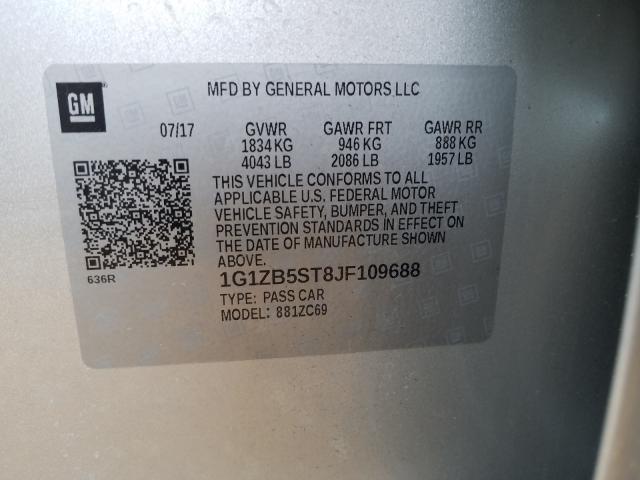 GM
MFD BY GENERAL MOTORS LLC
07/17 GVWR GAWR FRT GAWR RR
1834 KG 946 KG 888 KG
4043 LB 2086 LB 1957 LB
THIS VEHICLE CONFORMS TO ALL
APPLICABLE U.S. FEDERAL MOTOR
VEHICLE SAFETY, BUMPER, AND THEFT
PREVENTION STANDARDS IN EFFECT ON
THE DATE OF MANUFACTURE SHOWN
ABOVE.
636R
1G1ZB5ST8JF109688
TYPE: PASS CAR
MODEL: 881ZC69